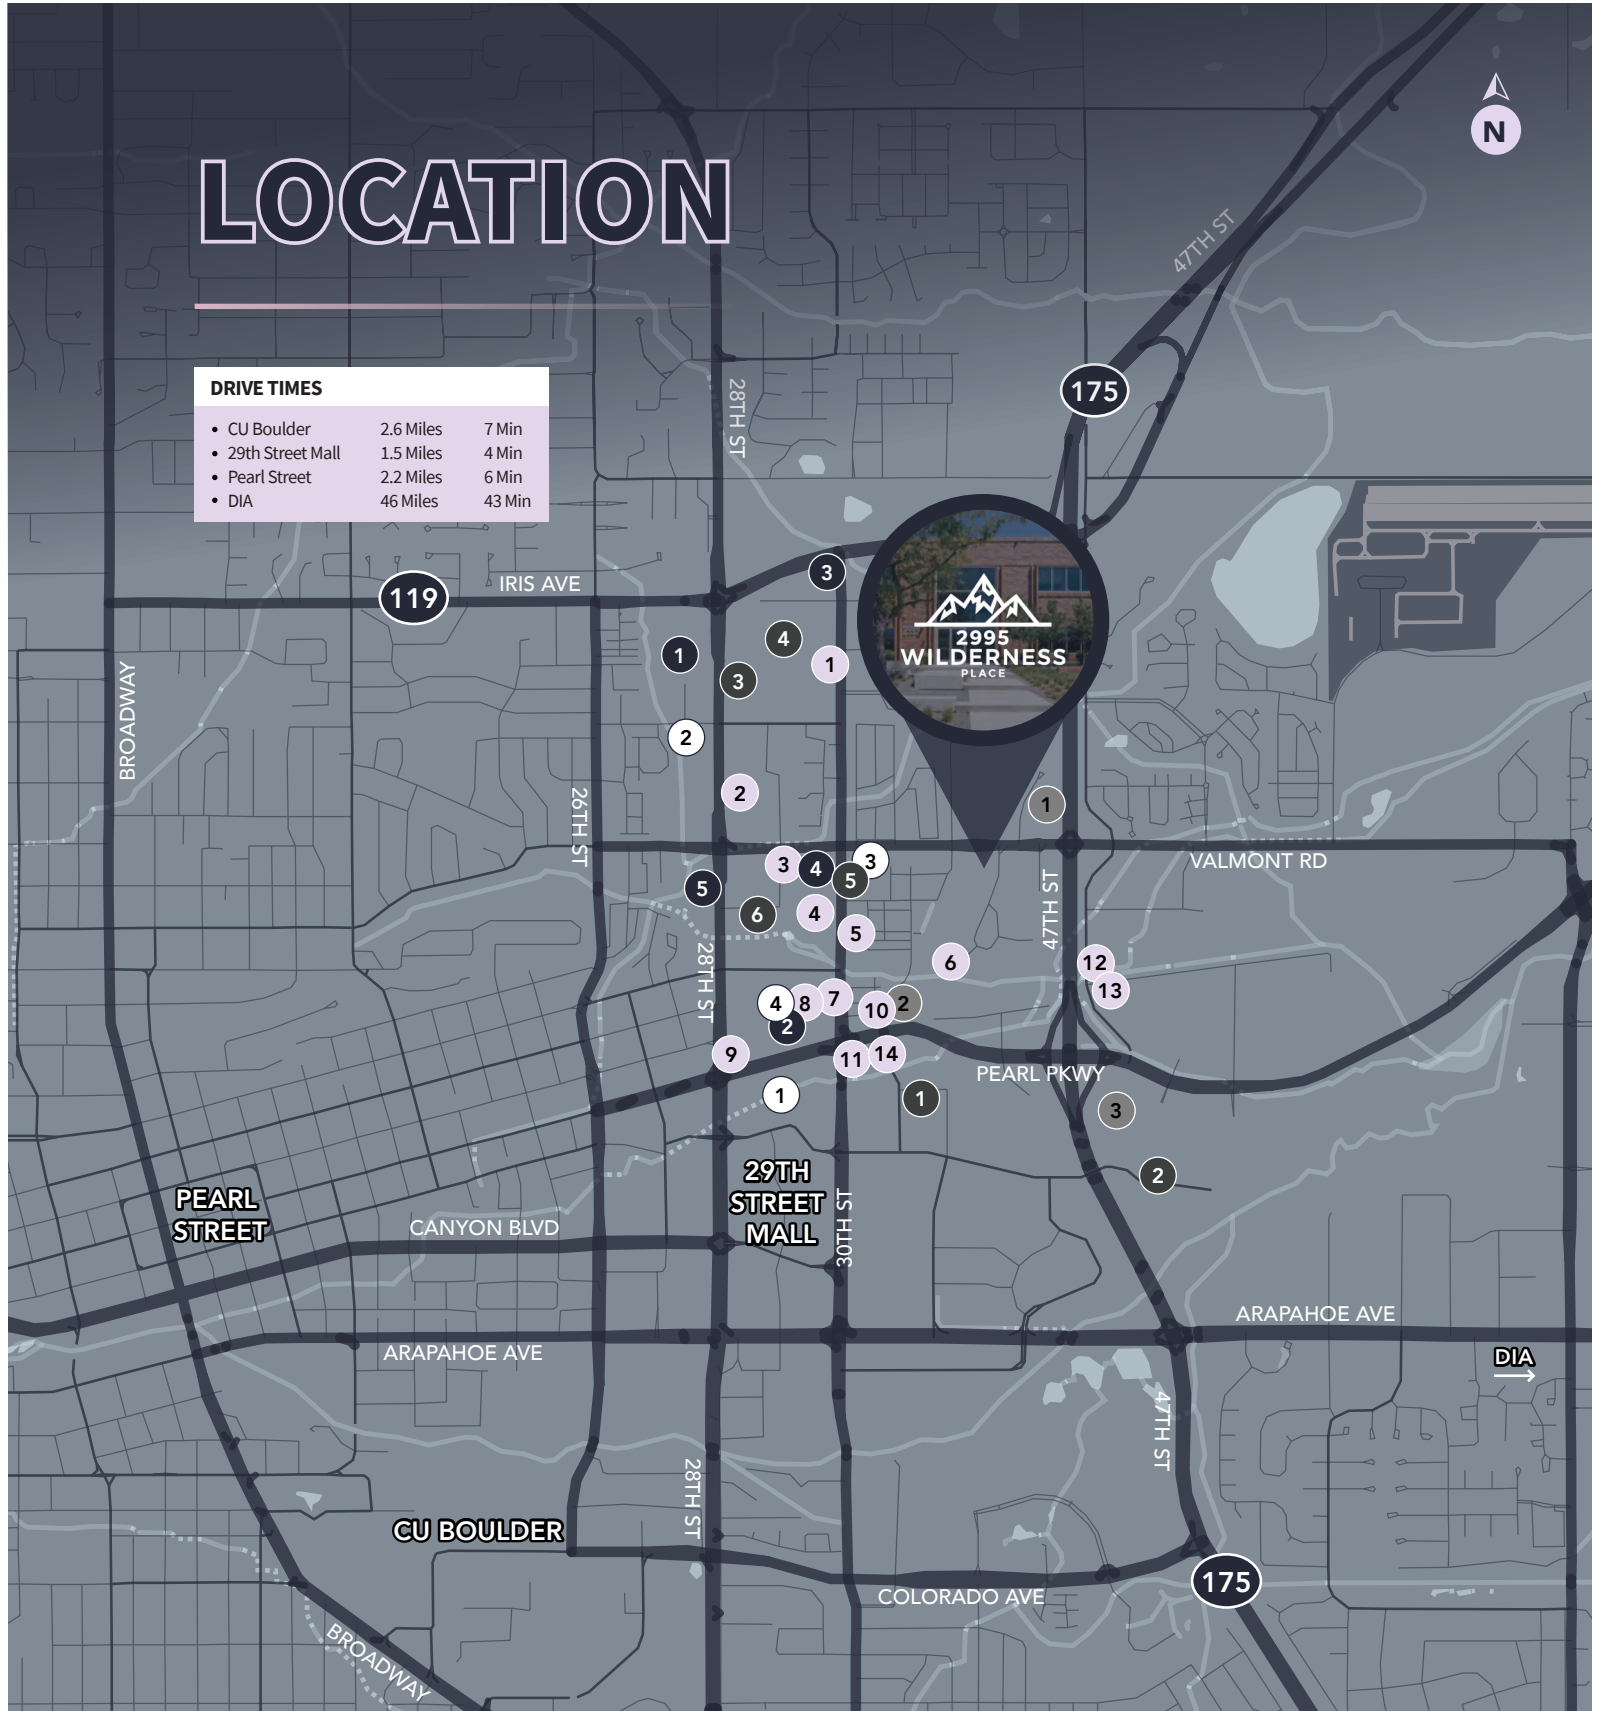 N
LOCATION
47TH ST
175
DRIVE TIMES
• CU Boulder 2.6 Miles 7 Min
• 29th Street Mall 1.5 Miles 4 Min
• Pearl Street 2.2 Miles 6 Min
• DIA 46 Miles 43 Min
28TH ST
IRIS AVE
119
3
4
1
1
3
2995
WILDERNESS
PLACE
BROADWAY
2
2
26TH ST
1
VALMONT RD
3
4
3
5
5
6
4
5
47TH ST
28TH ST
6
12
13
4
8
7
10
2
2
9
11
14
PEARL PKWY
1
1
3
2
PEARL
STREET
29TH
STREET
MALL
30TH ST
CANYON BLVD
ARAPAHOE AVE
ARAPAHOE AVE
DIA
47TH ST
28TH ST
CU BOULDER
175
COLORADO AVE
BROADWAY